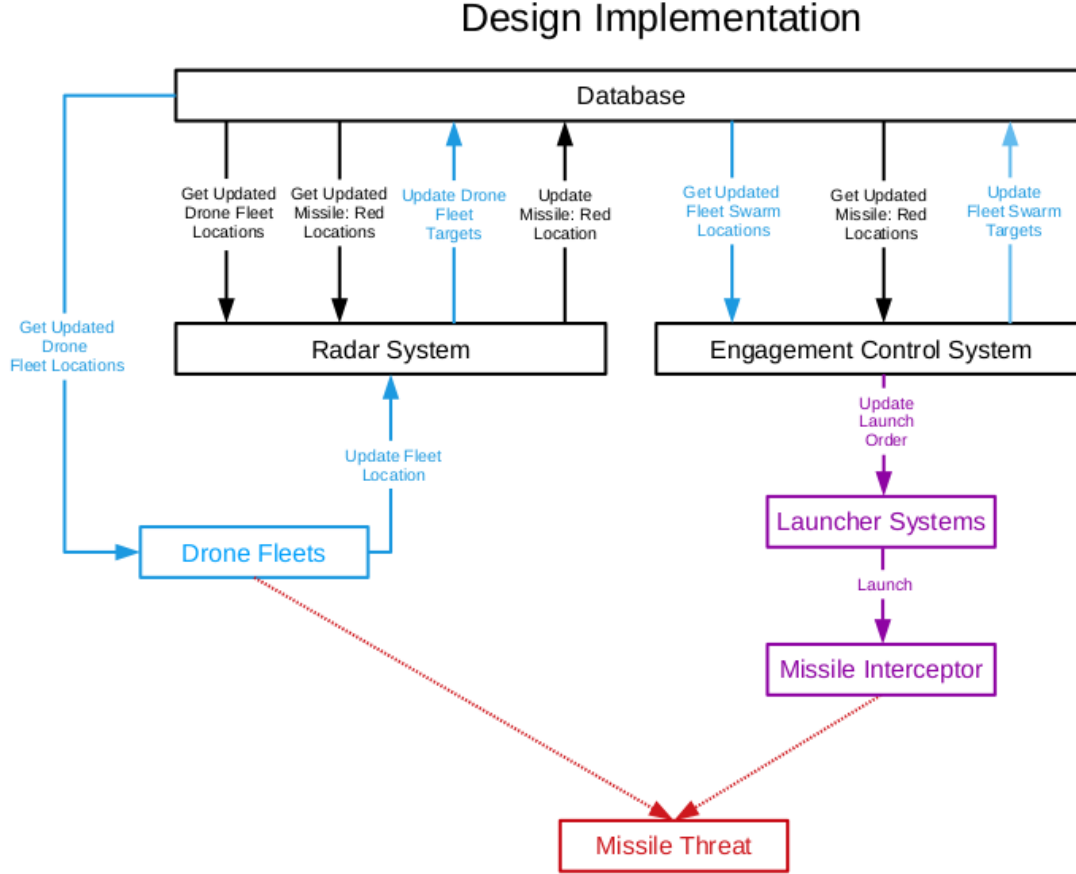 Design Implementation
Database
Get Updated
Drone Fleet
Locations
Get Updated
Missile: Red
Locations
Update Drone
Fleet
Targets
Update
Missile: Red
Location
Get Updated
Fleet Swarm
Locations
Get Updated
Missile: Red
Locations
Update
Fleet Swarm
Targets
Get Updated
Drone
Fleet Locations
Radar System
Engagement Control System
Update
Launch
Order
Update Fleet
Location
Launcher Systems
Drone Fleets
Launch
Missile Interceptor
Missile Threat